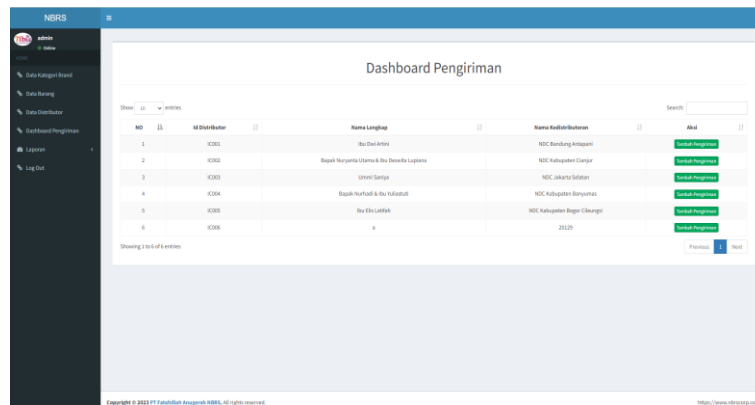 NBRS
admin
Online
HOME
Data Kategori Brand
Data Barang
Data Distributor
Dashboard Pengiriman
Laporan
Log Out
Dashboard Pengiriman
Show 10 entries
Search:
NO Id Distributor Nama Lengkap Nama Kedistributoran Aksi
1 IC001 Ibu Dwi Artini NDC Bandung Antapani Tambah Pengiriman
2 IC002 Bapak Nuryanta Utama & Ibu Deswita Lupiana NDC Kabupaten Cianjur Tambah Pengiriman
3 IC003 Ummi Saniya NDC Jakarta Selatan Tambah Pengiriman
4 IC004 Bapak Nurhadi & Ibu Yuliastuti NDC Kabupaten Banyumas Tambah Pengiriman
5 IC005 Ibu Elis Latifah NDC Kabupaten Bogor Cileungsi Tambah Pengiriman
6 IC006 a 20129 Tambah Pengiriman
Showing 1 to 6 of 6 entries
Previous 1 Next
Copyright © 2023 PT Fatahillah Anugerah NBRS. All rights reserved.